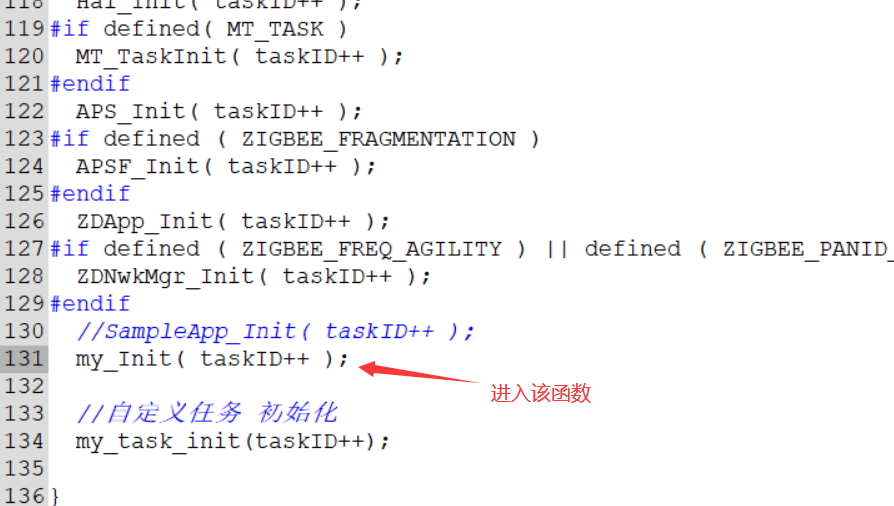 118  Hal_Init( taskID++ );
119 #if defined( MT_TASK )
120  MT_TaskInit( taskID++ );
121 #endif
122  APS_Init( taskID++ );
123 #if defined ( ZIGBEE_FRAGMENTATION )
124  APSF_Init( taskID++ );
125 #endif
126  ZDApp_Init( taskID++ );
127 #if defined ( ZIGBEE_FREQ_AGILITY ) || defined ( ZIGBEE_PANID_
128  ZDNwkMgr_Init( taskID++ );
129 #endif
130  //SampleApp_Init( taskID++ );
131  my_Init( taskID++ );
进入该函数
132
133  //自定义任务 初始化
134  my_task_init(taskID++);
135
136 }